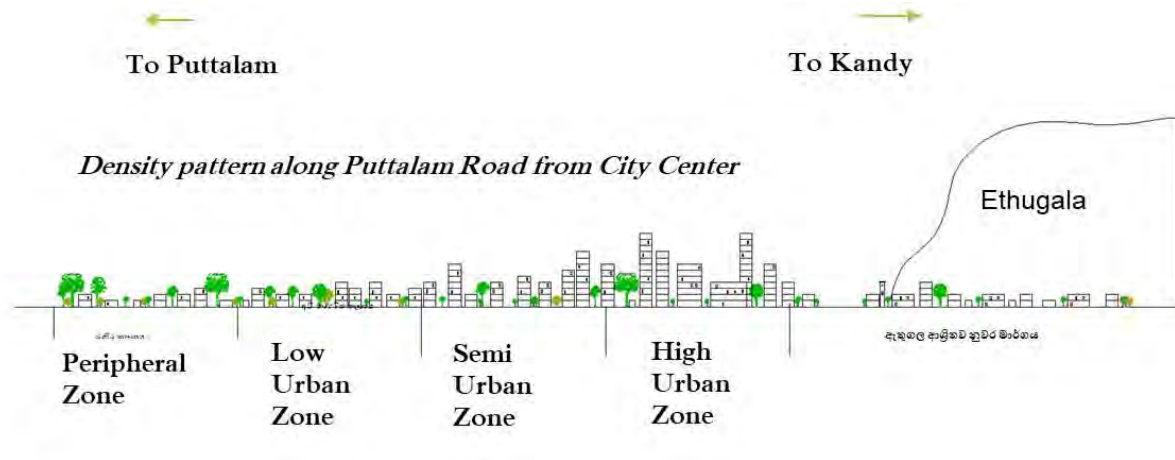 To Puttalam
To Kandy
Density pattern along Puttalam Road from City Center
Ethugala
ඇතුගල ආශ්‍රිතව නුවර මාර්ගය
Peripheral
Zone
Low
Urban
Zone
Semi
Urban
Zone
High
Urban
Zone